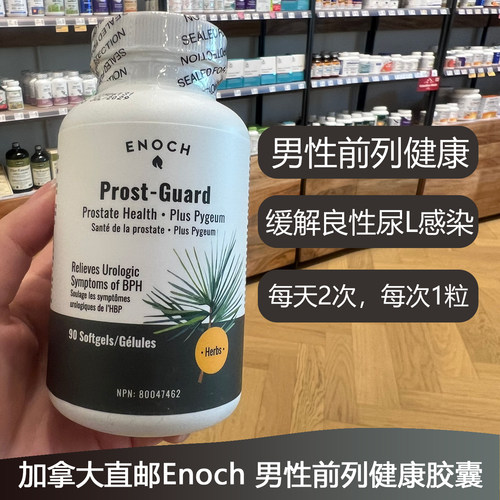 ENOCH
Prost-Guard
Prostate Health • Plus Pygeum
Santé de la prostate • Plus Pygeum
Relieves Urologic
Symptoms of BPH
Soulage les symptômes
urologiques de l'HBP
90 Softgels/Gélules
• Herbs •
NPN: 80047462
男性前列健康
缓解良性尿L感染
每天2次，每次1粒
加拿大直邮Enoch 男性前列健康胶囊